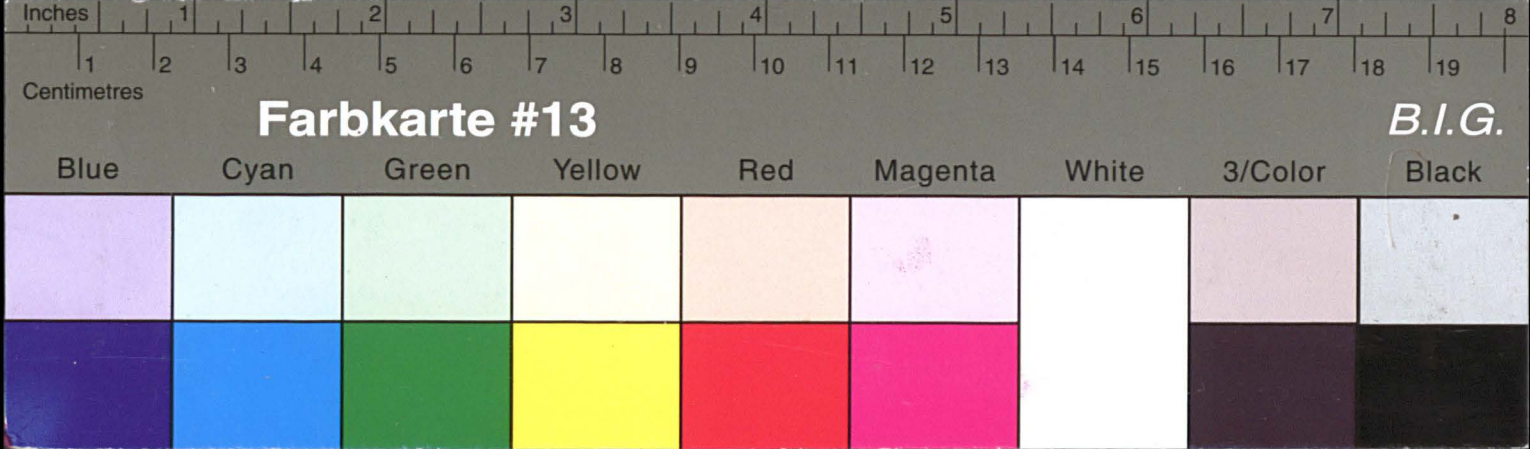 Inches 1 2 3 4 5 6 7 8
1 2 3 4 5 6 7 8 9 10 11 12 13 14 15 16 17 18 19
Centimetres
Farbkarte #13 B.I.G.
Blue Cyan Green Yellow Red Magenta White 3/Color Black